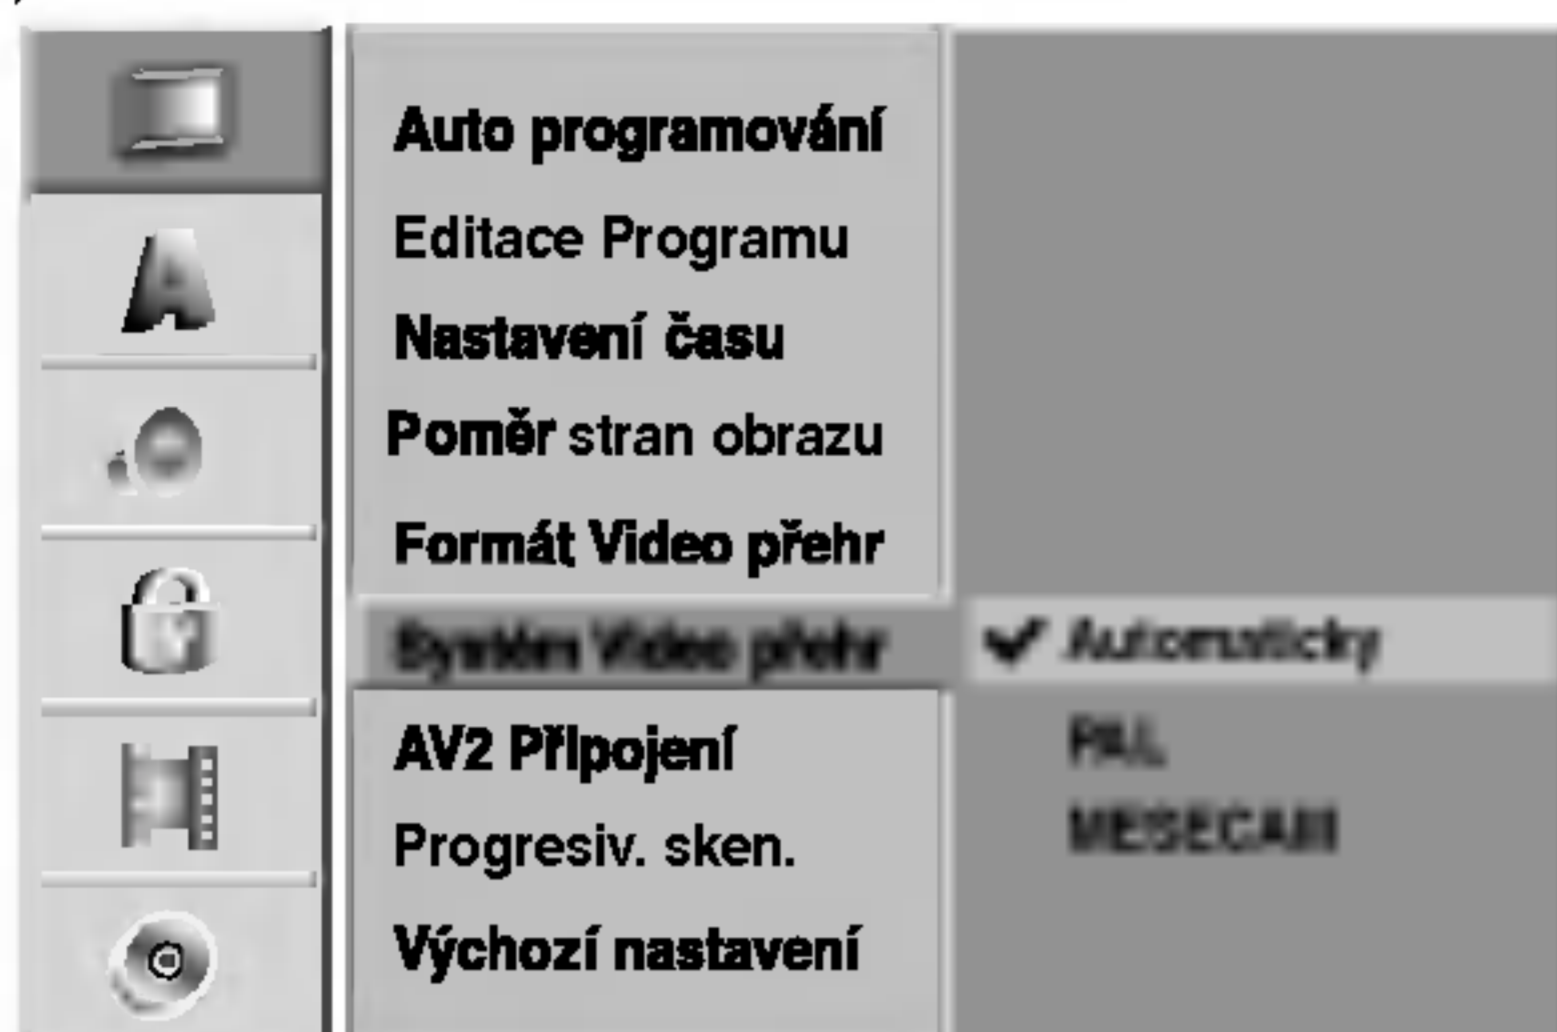 Auto programování
Editace Programu
Nastavení času
Poměr stran obrazu
Formát Video přehr
Systém Video přehr
✔ Automaticky
PAL
MESECAM
AV2 Připojení
Progresiv. sken.
Výchozí nastavení